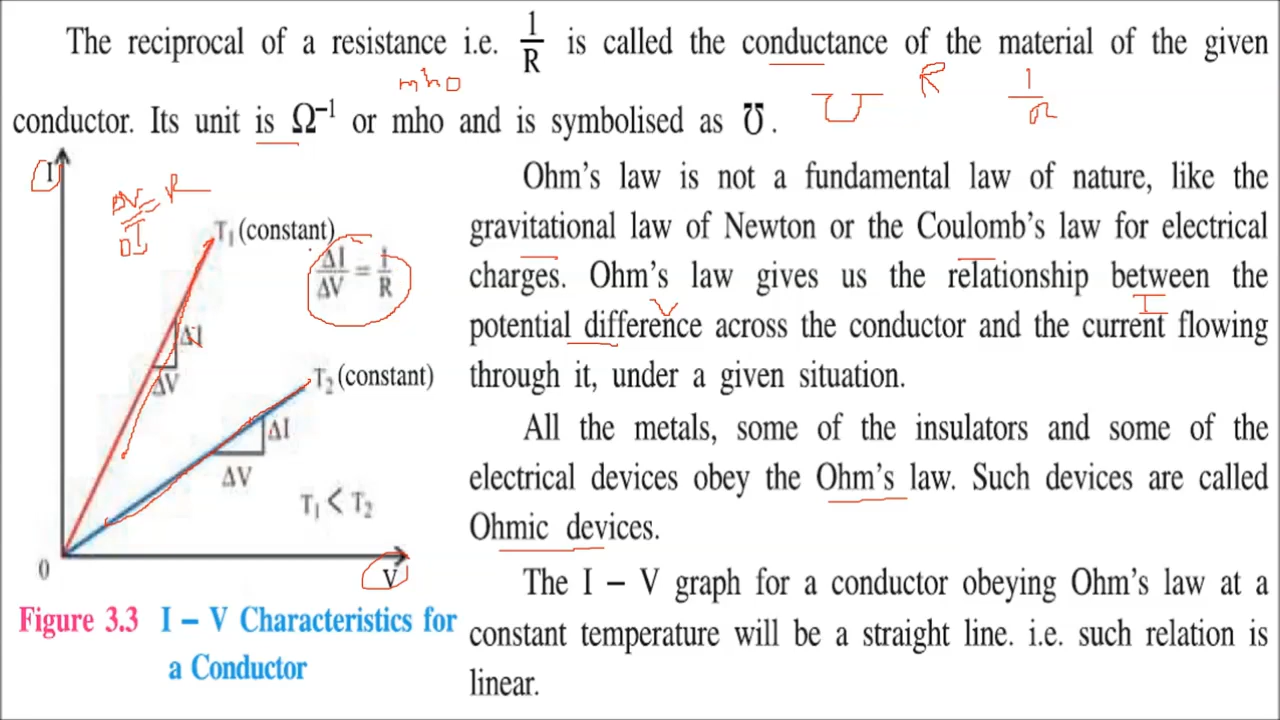 The reciprocal of a resistance i.e. 1/R is called the conductance of the material of the given
mho R 1/
conductor. Its unit is Ω⁻¹ or mho and is symbolised as ℧.
℧
I
ΔV/ΔI = R
T₁ (constant)
ΔI/ΔV = 1/R
ΔI
ΔV
T₂ (constant)
ΔI
ΔV
T₁ < T₂
0
V
Figure 3.3 I – V Characteristics for
a Conductor
Ohm's law is not a fundamental law of nature, like the
gravitational law of Newton or the Coulomb's law for electrical
charges. Ohm's law gives us the relationship between the
V I
potential difference across the conductor and the current flowing
through it, under a given situation.
All the metals, some of the insulators and some of the
electrical devices obey the Ohm's law. Such devices are called
Ohmic devices.
The I – V graph for a conductor obeying Ohm's law at a
constant temperature will be a straight line. i.e. such relation is
linear.